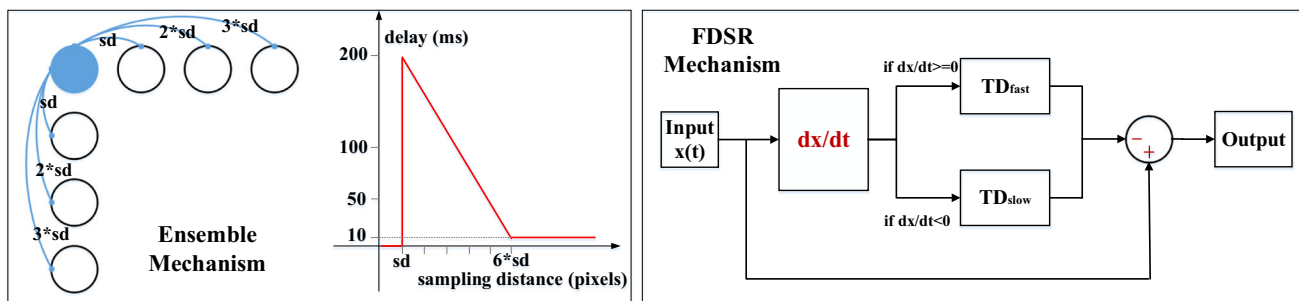 sd
2*sd
3*sd
sd
2*sd
3*sd
Ensemble
Mechanism
delay (ms)
200
100
50
10
sd
6*sd
sampling distance (pixels)
FDSR
Mechanism
Input
x(t)
dx/dt
if dx/dt>=0
TDfast
if dx/dt<0
TDslow
−
+
Output